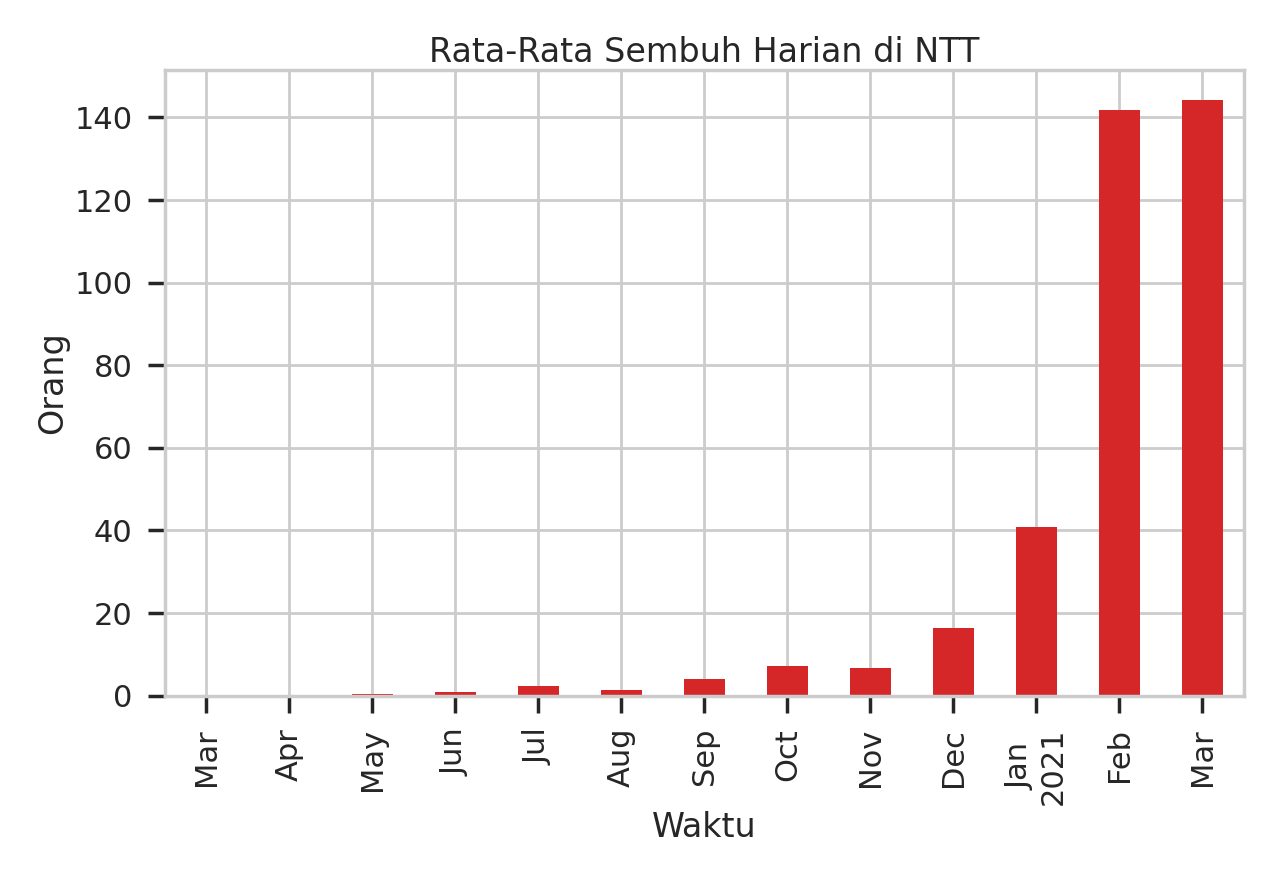 Rata-Rata Sembuh Harian di NTT
140
120
100
80
60
40
20
0
Orang
Mar
Apr
May
Jun
Jul
Aug
Sep
Oct
Nov
Dec
Jan
2021
Feb
Mar
Waktu